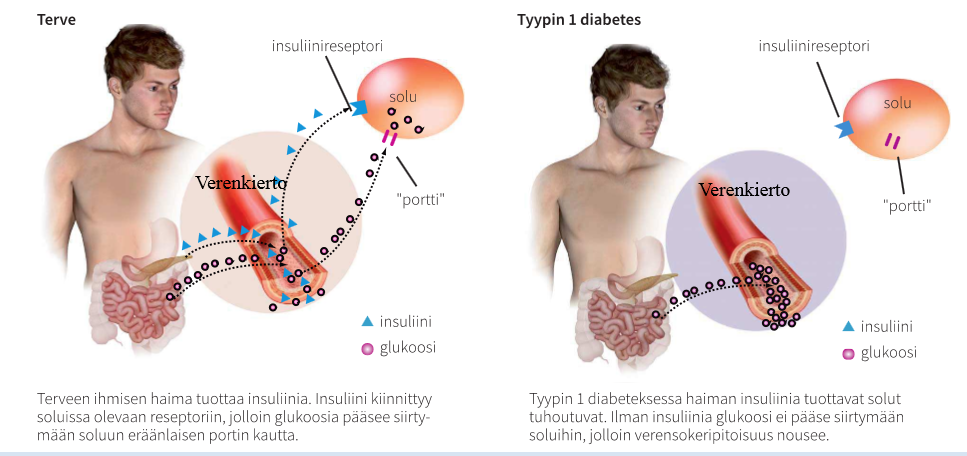 Terve
insuliinireseptori
solu
Verenkierto
"portti"
insuliini
glukoosi
Terveen ihmisen haima tuottaa insuliinia. Insuliini kiinnittyy
soluissa olevaan reseptoriin, jolloin glukoosia pääsee siirty-
mään soluun eräänlaisen portin kautta.
Tyypin 1 diabetes
insuliinireseptori
solu
Verenkierto
"portti"
insuliini
glukoosi
Tyypin 1 diabeteksessa haiman insuliinia tuottavat solut
tuhoutuvat. Ilman insuliinia glukoosi ei pääse siirtymään
soluihin, jolloin verensokeripitoisuus nousee.